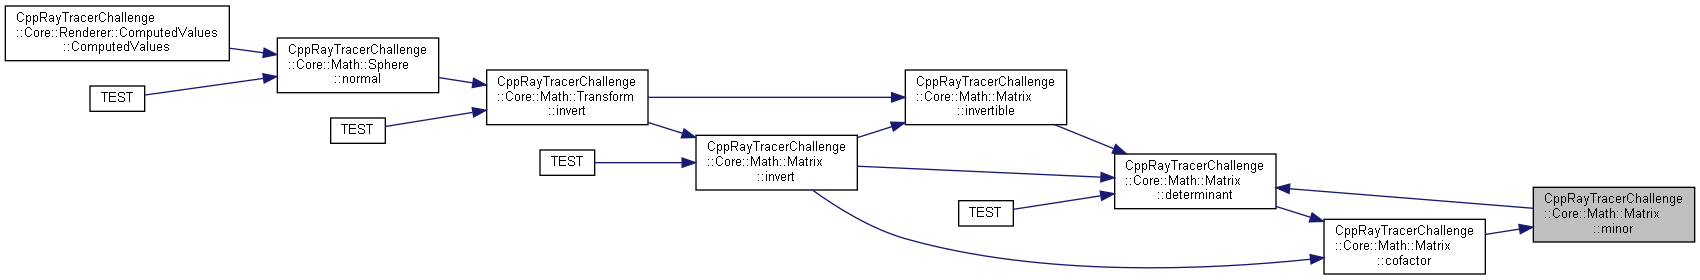 CppRayTracerChallenge
::Core::Renderer::ComputedValues
::ComputedValues
TEST
CppRayTracerChallenge
::Core::Math::Sphere
::normal
TEST
CppRayTracerChallenge
::Core::Math::Transform
::invert
TEST
CppRayTracerChallenge
::Core::Math::Matrix
::invert
CppRayTracerChallenge
::Core::Math::Matrix
::invertible
TEST
CppRayTracerChallenge
::Core::Math::Matrix
::determinant
CppRayTracerChallenge
::Core::Math::Matrix
::cofactor
CppRayTracerChallenge
::Core::Math::Matrix
::minor